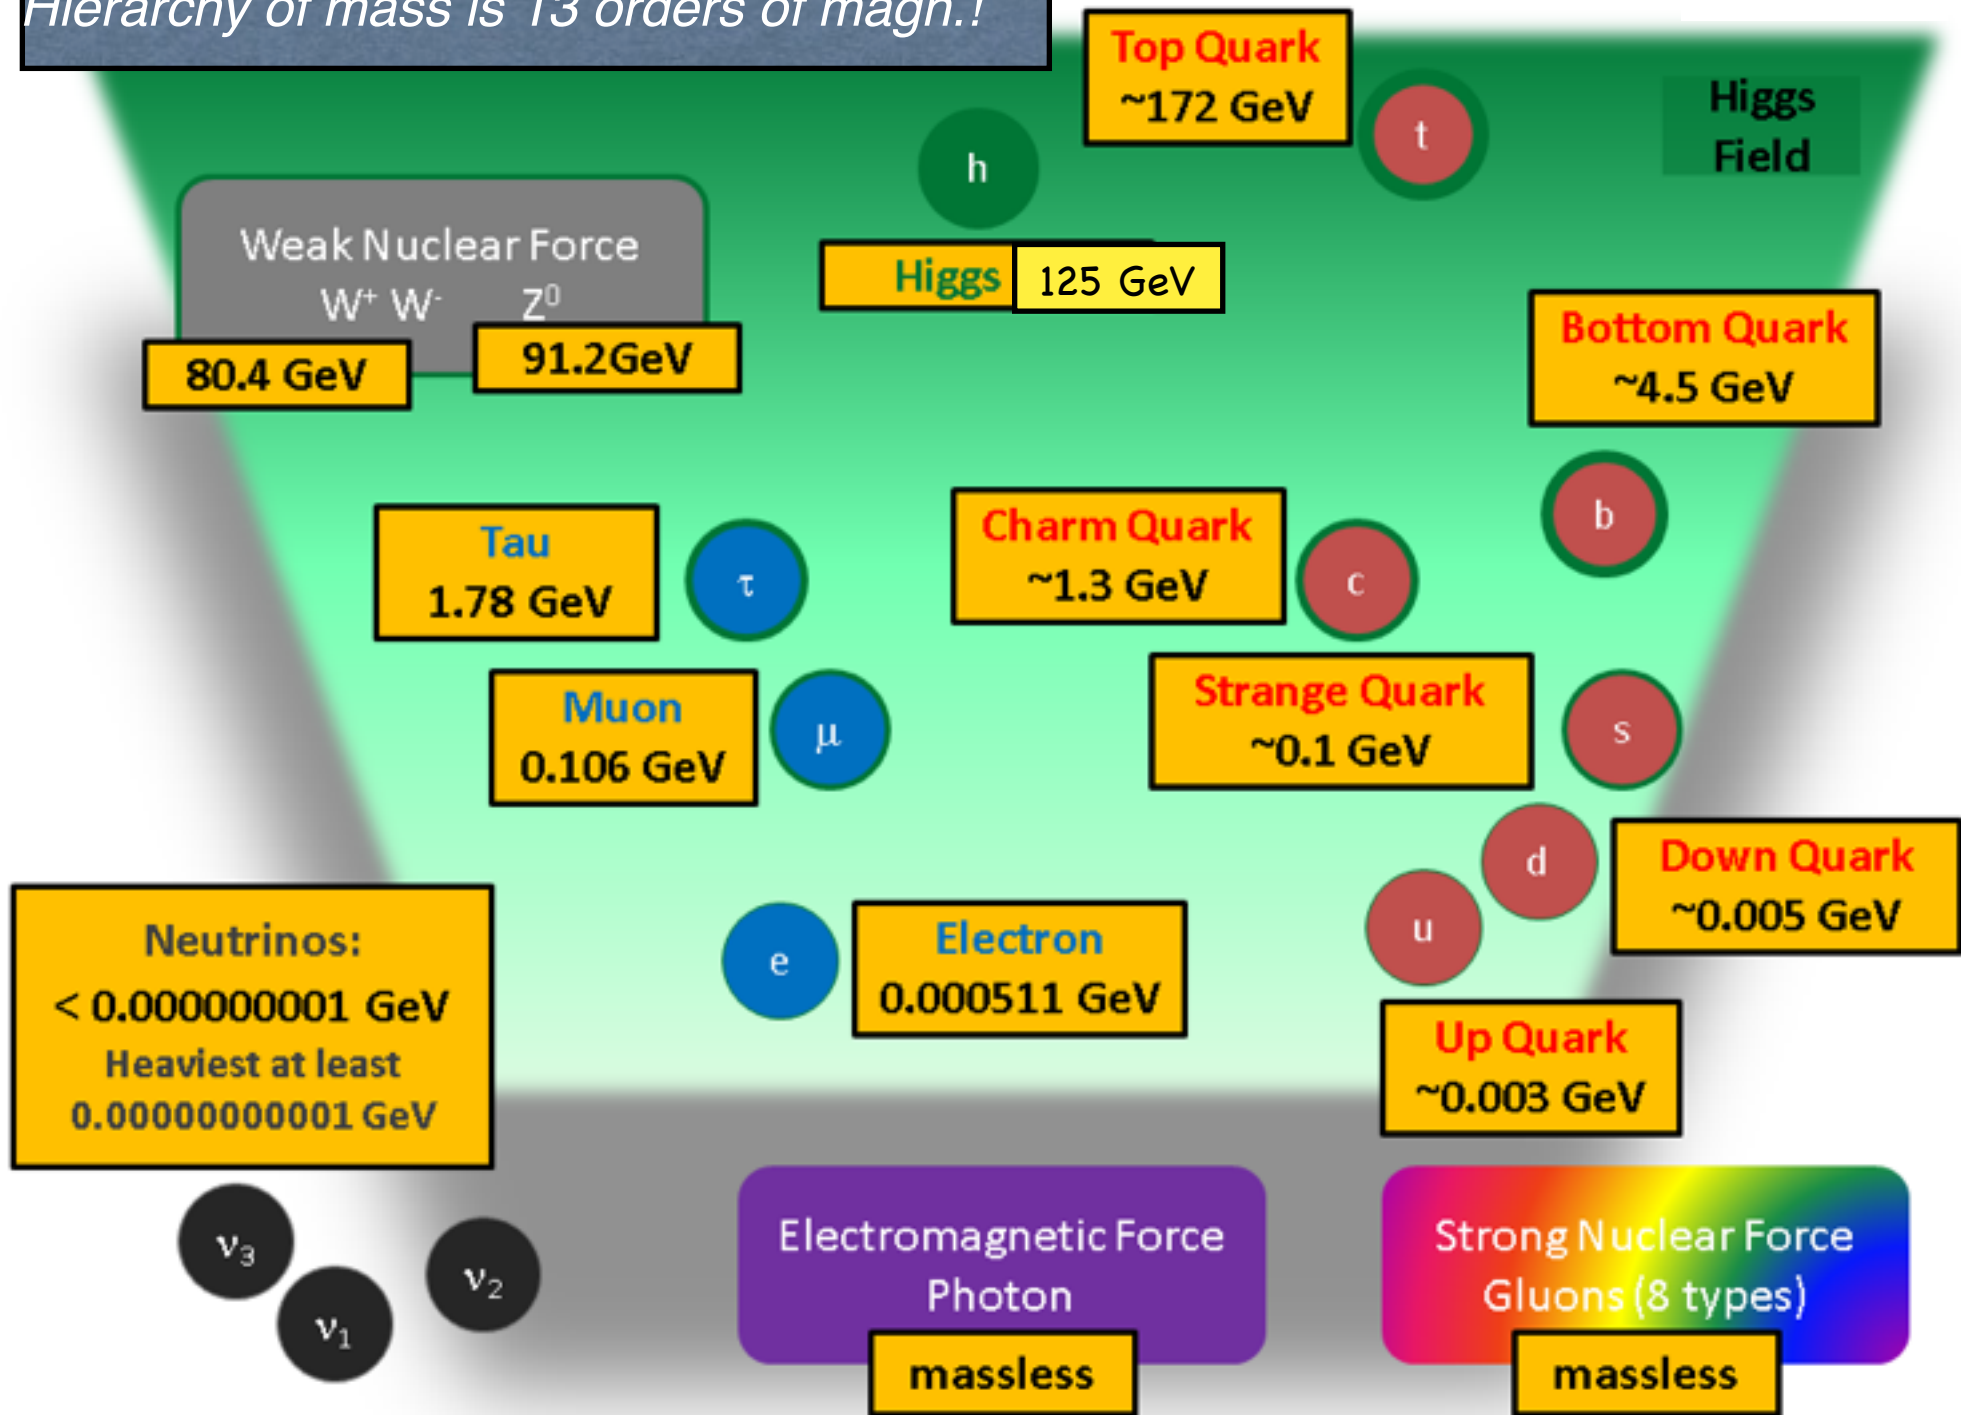 Hierarchy of mass is 13 orders of magn.!
Top Quark
~172 GeV
t
Higgs
Field
h
Higgs 125 GeV
Weak Nuclear Force
W⁺ W⁻ Z⁰
80.4 GeV
91.2GeV
Bottom Quark
~4.5 GeV
b
Tau
1.78 GeV
τ
Charm Quark
~1.3 GeV
c
Muon
0.106 GeV
μ
Strange Quark
~0.1 GeV
s
d
Down Quark
~0.005 GeV
u
Up Quark
~0.003 GeV
e
Electron
0.000511 GeV
Neutrinos:
< 0.000000001 GeV
Heaviest at least
0.00000000001 GeV
ν₃
ν₁
ν₂
Electromagnetic Force
Photon
massless
Strong Nuclear Force
Gluons (8 types)
massless